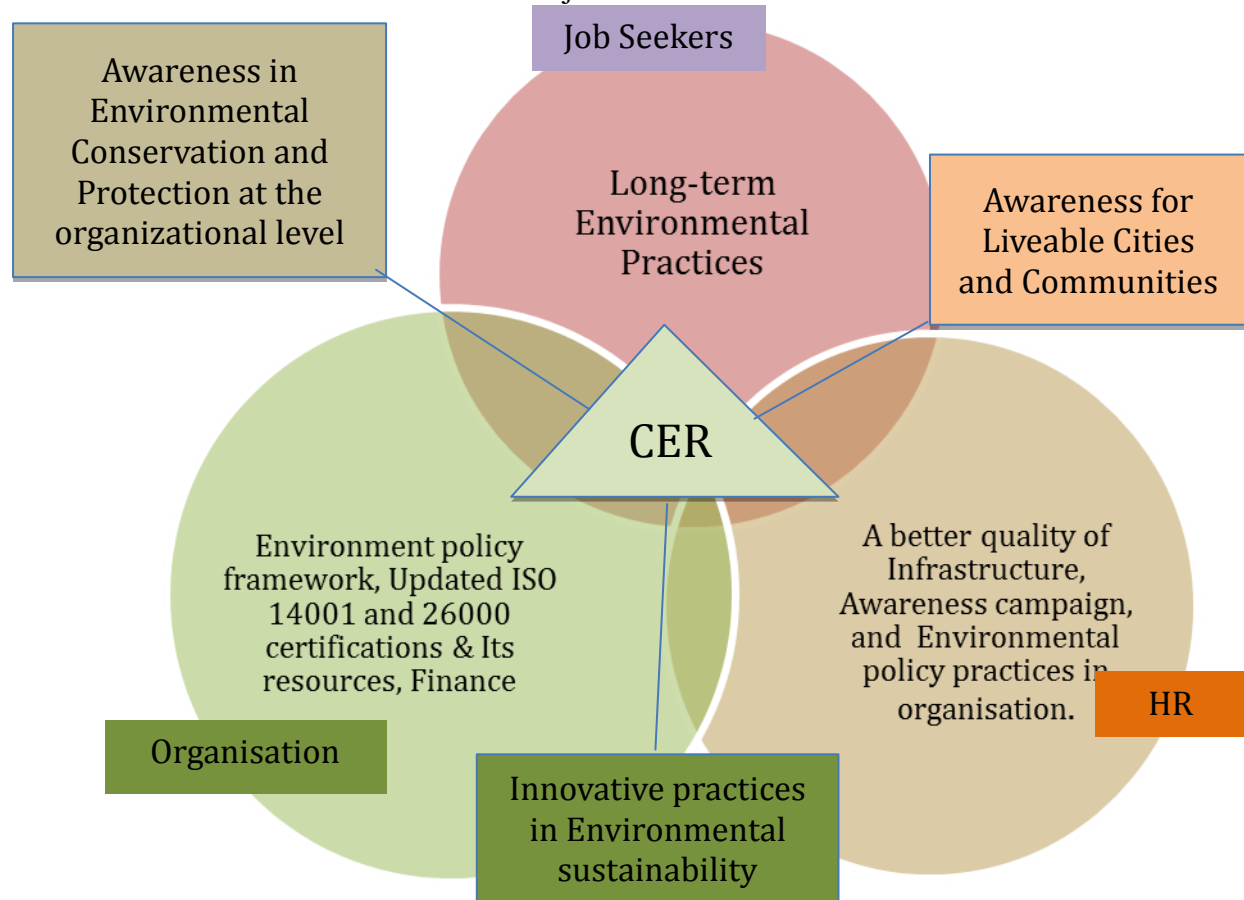 Job Seekers
Awareness in
Environmental
Conservation and
Protection at the
organizational level
Long-term
Environmental
Practices
Awareness for
Liveable Cities
and Communities
CER
Environment policy
framework, Updated ISO
14001 and 26000
certifications & Its
resources, Finance
A better quality of
Infrastructure,
Awareness campaign,
and Environmental
policy practices in
organisation.
HR
Organisation
Innovative practices
in Environmental
sustainability